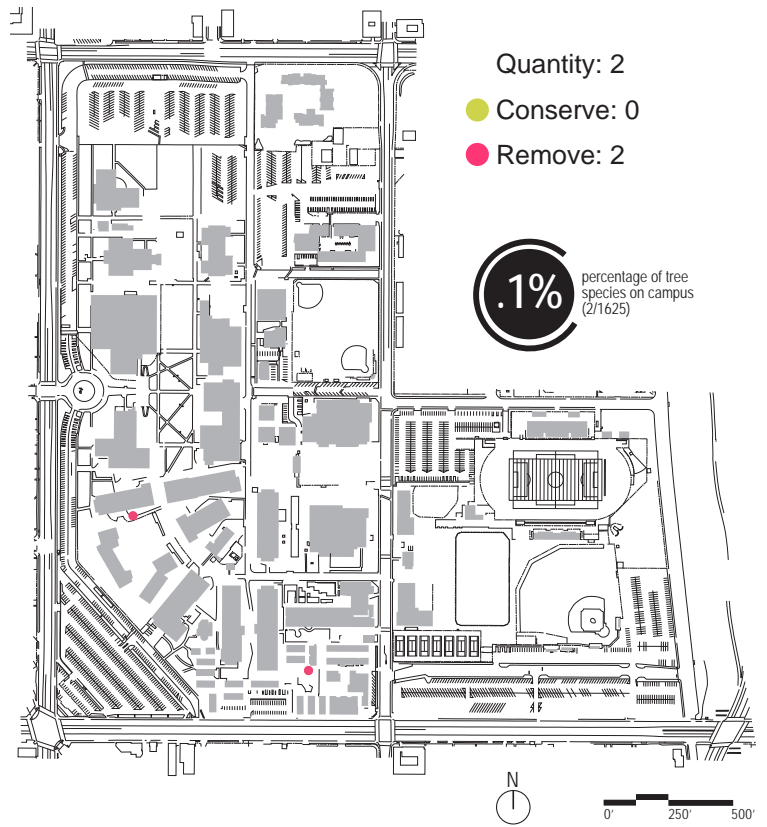 Quantity: 2
Conserve: 0
Remove: 2
.1%
percentage of tree
species on campus
(2/1625)
N
0' 250' 500'